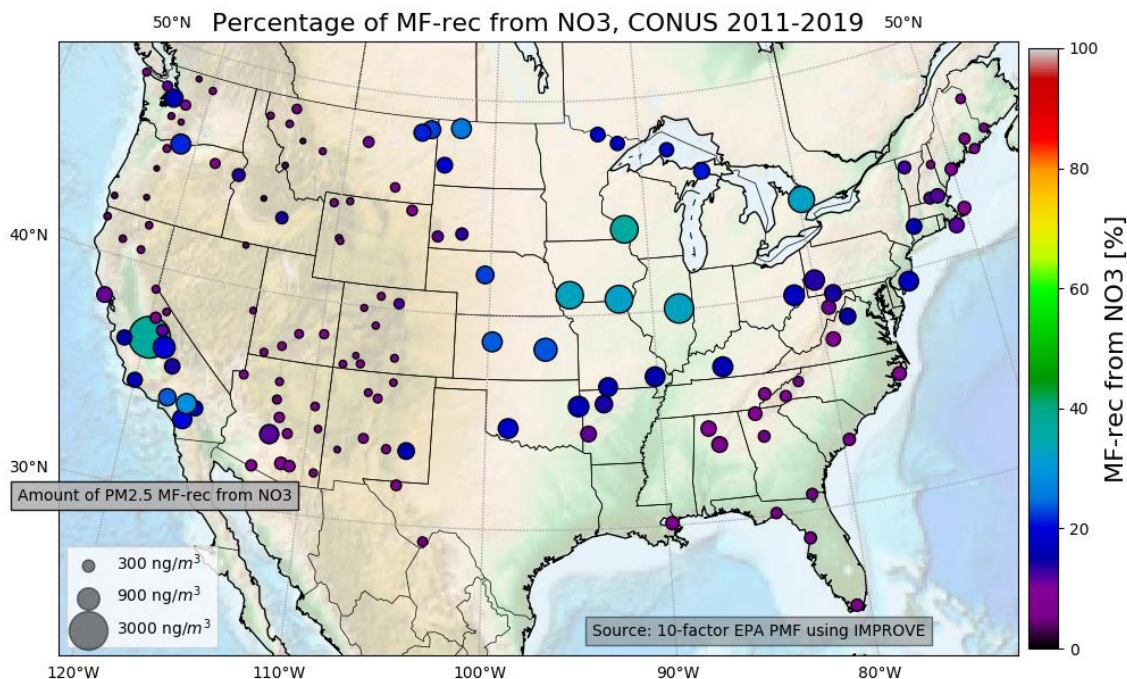 50°N Percentage of MF-rec from NO3, CONUS 2011-2019 50°N
100
80
60
40
20
0
MF-rec from NO3 [%]
40°N
30°N
Amount of PM2.5 MF-rec from NO3
300 ng/m³
900 ng/m³
3000 ng/m³
Source: 10-factor EPA PMF using IMPROVE
120°W 110°W 100°W 90°W 80°W